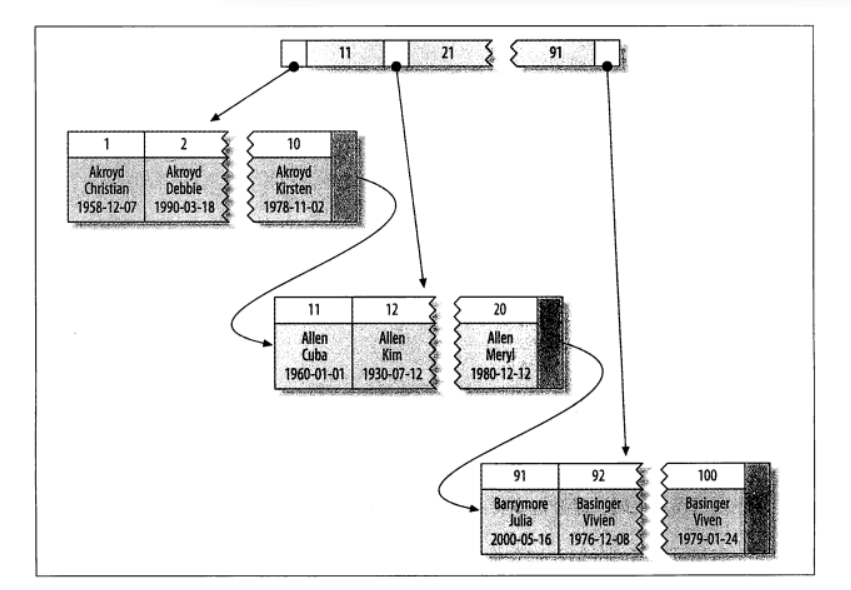 11 21 91
1 2 10
Akroyd Akroyd Akroyd
Christian Debbie Kirsten
1958-12-07 1990-03-18 1978-11-02
11 12 20
Allen Allen Allen
Cuba Kim Meryl
1960-01-01 1930-07-12 1980-12-12
91 92 100
Barrymore Basinger Basinger
Julia Vivien Viven
2000-05-16 1976-12-08 1979-01-24